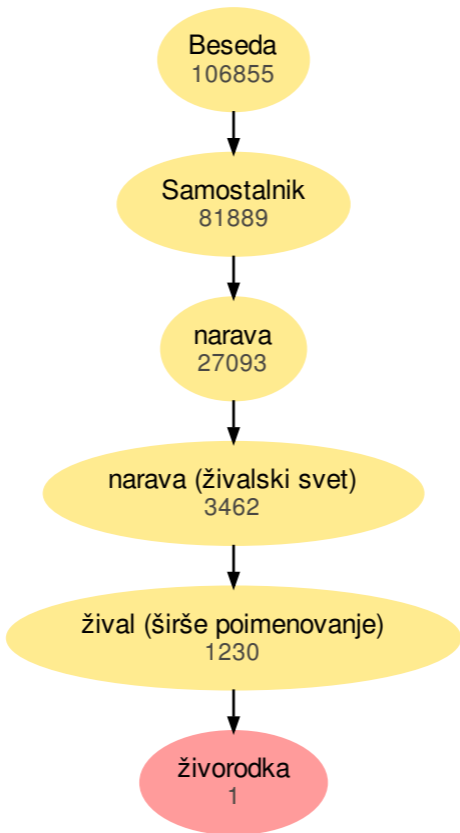 Beseda
106855
Samostalnik
81889
narava
27093
narava (živalski svet)
3462
žival (širše poimenovanje)
1230
živorodka
1